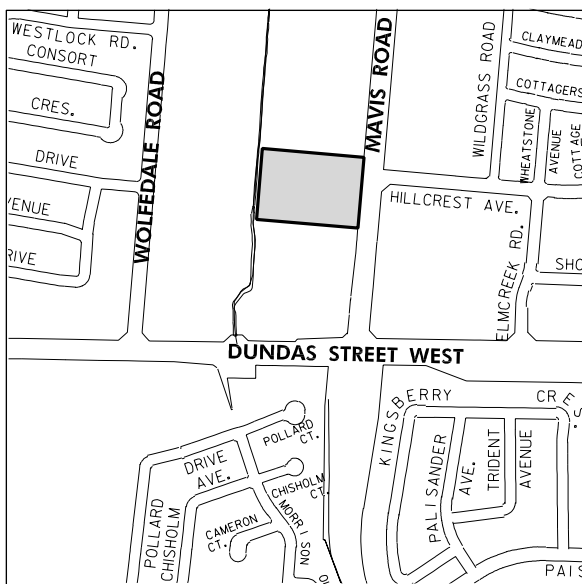 WESTLOCK RD.
CONSORT
CRES.
DRIVE
VENUE
RIVE
WOLFEDALE ROAD
MAVIS ROAD
WILDGRASS ROAD
CLAYMEAD
COTTAGERS
WHEATSTONE
AVENUE
COTTAGE
HILLCREST AVE.
ELMCREEK RD.
SHO
DUNDAS STREET WEST
KINGSBERRY
CRES.
POLLARD
CT.
DRIVE
AVE.
CHISHOLM
CT.
POLLARD
CHISHOLM
CAMERON
CT.
MORRISON
PALISANDER
AVE.
TRIDENT
AVENUE
PAIS